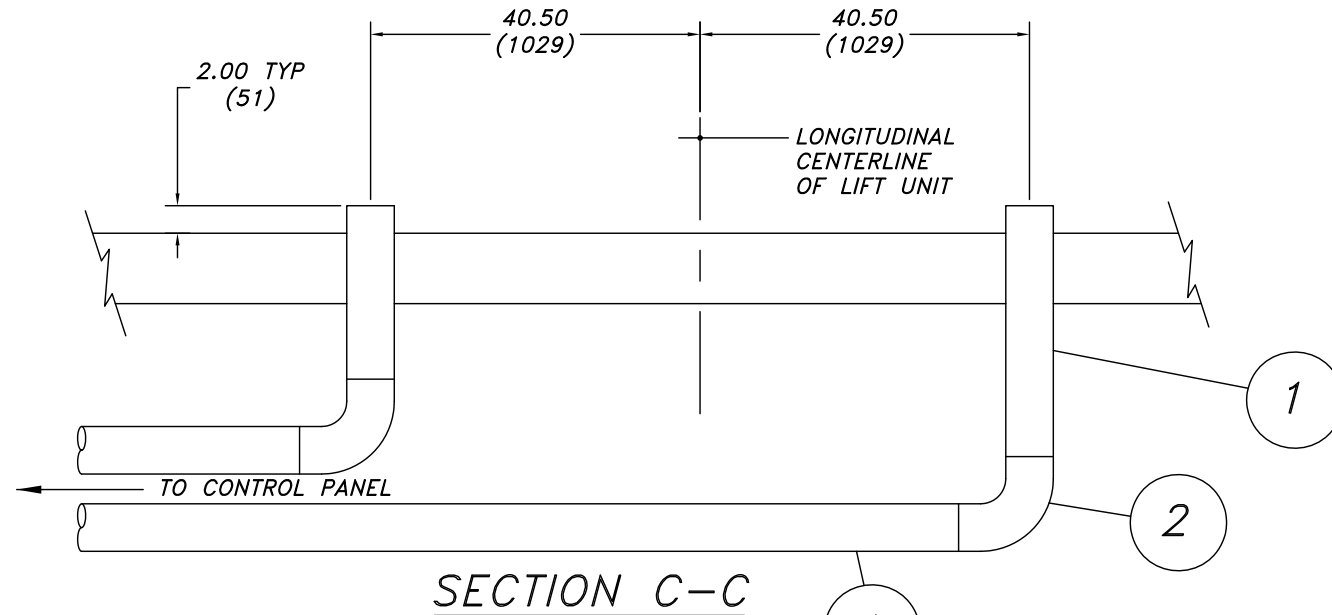 40.50
(1029)
40.50
(1029)
2.00 TYP
(51)
LONGITUDINAL
CENTERLINE
OF LIFT UNIT
1
TO CONTROL PANEL
2
SECTION C-C